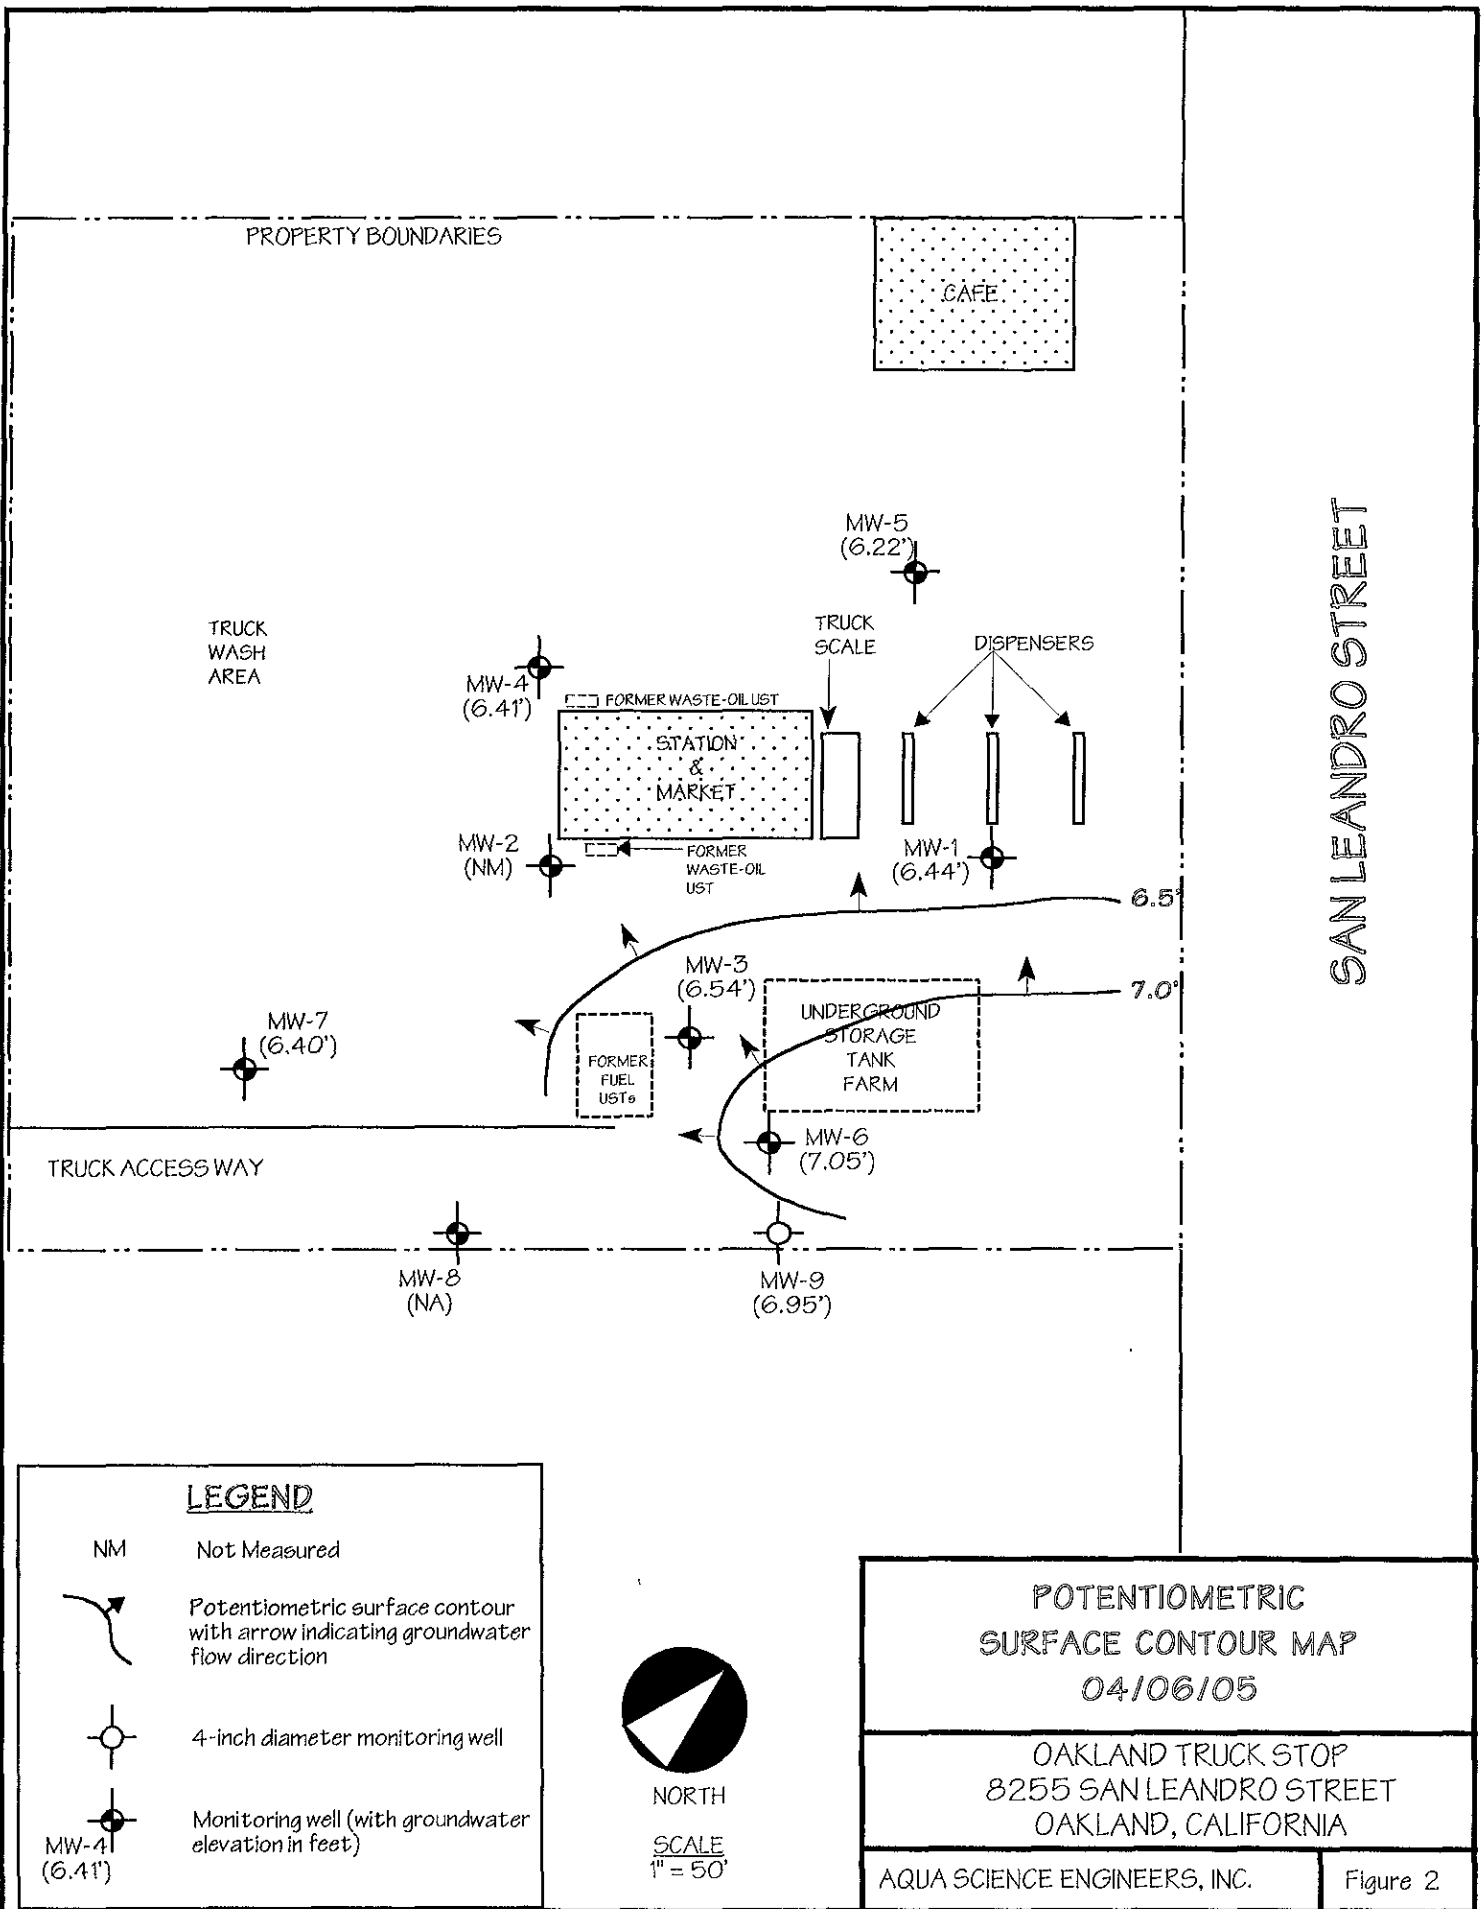 PROPERTY BOUNDARIES
CAFE
MW-5
(6.22')
TRUCK
WASH
AREA
TRUCK
SCALE
DISPENSERS
MW-4
(6.41')
FORMER WASTE-OIL UST
STATION
&
MARKET
MW-2
(NM)
FORMER
WASTE-OIL
UST
MW-1
(6.44')
6.5'
SAN LEANDRO STREET
MW-3
(6.54')
7.0'
UNDERGROUND
STORAGE
TANK
FARM
MW-7
(6.40')
FORMER
FUEL
USTs
MW-6
(7.05')
TRUCK ACCESS WAY
MW-8
(NA)
MW-9
(6.95')
LEGEND
NM Not Measured
Potentiometric surface contour
with arrow indicating groundwater
flow direction
4-inch diameter monitoring well
Monitoring well (with groundwater
elevation in feet)
MW-4
(6.41')
NORTH
SCALE
1" = 50'
POTENTIOMETRIC
SURFACE CONTOUR MAP
04/06/05
OAKLAND TRUCK STOP
8255 SAN LEANDRO STREET
OAKLAND, CALIFORNIA
AQUA SCIENCE ENGINEERS, INC.
Figure 2